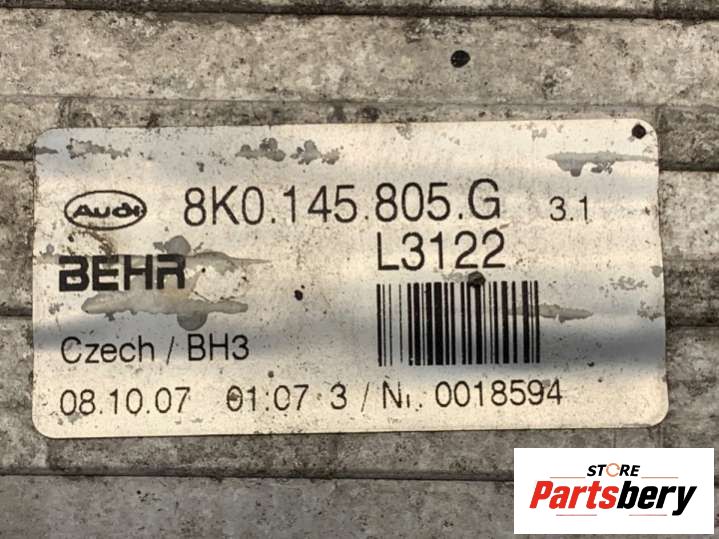 Audi 8K0.145.805.G 3.1
BEHR L3122
Czech / BH3
08.10.07 01:07 3 / Nr. 0018594
STORE
Partsbery